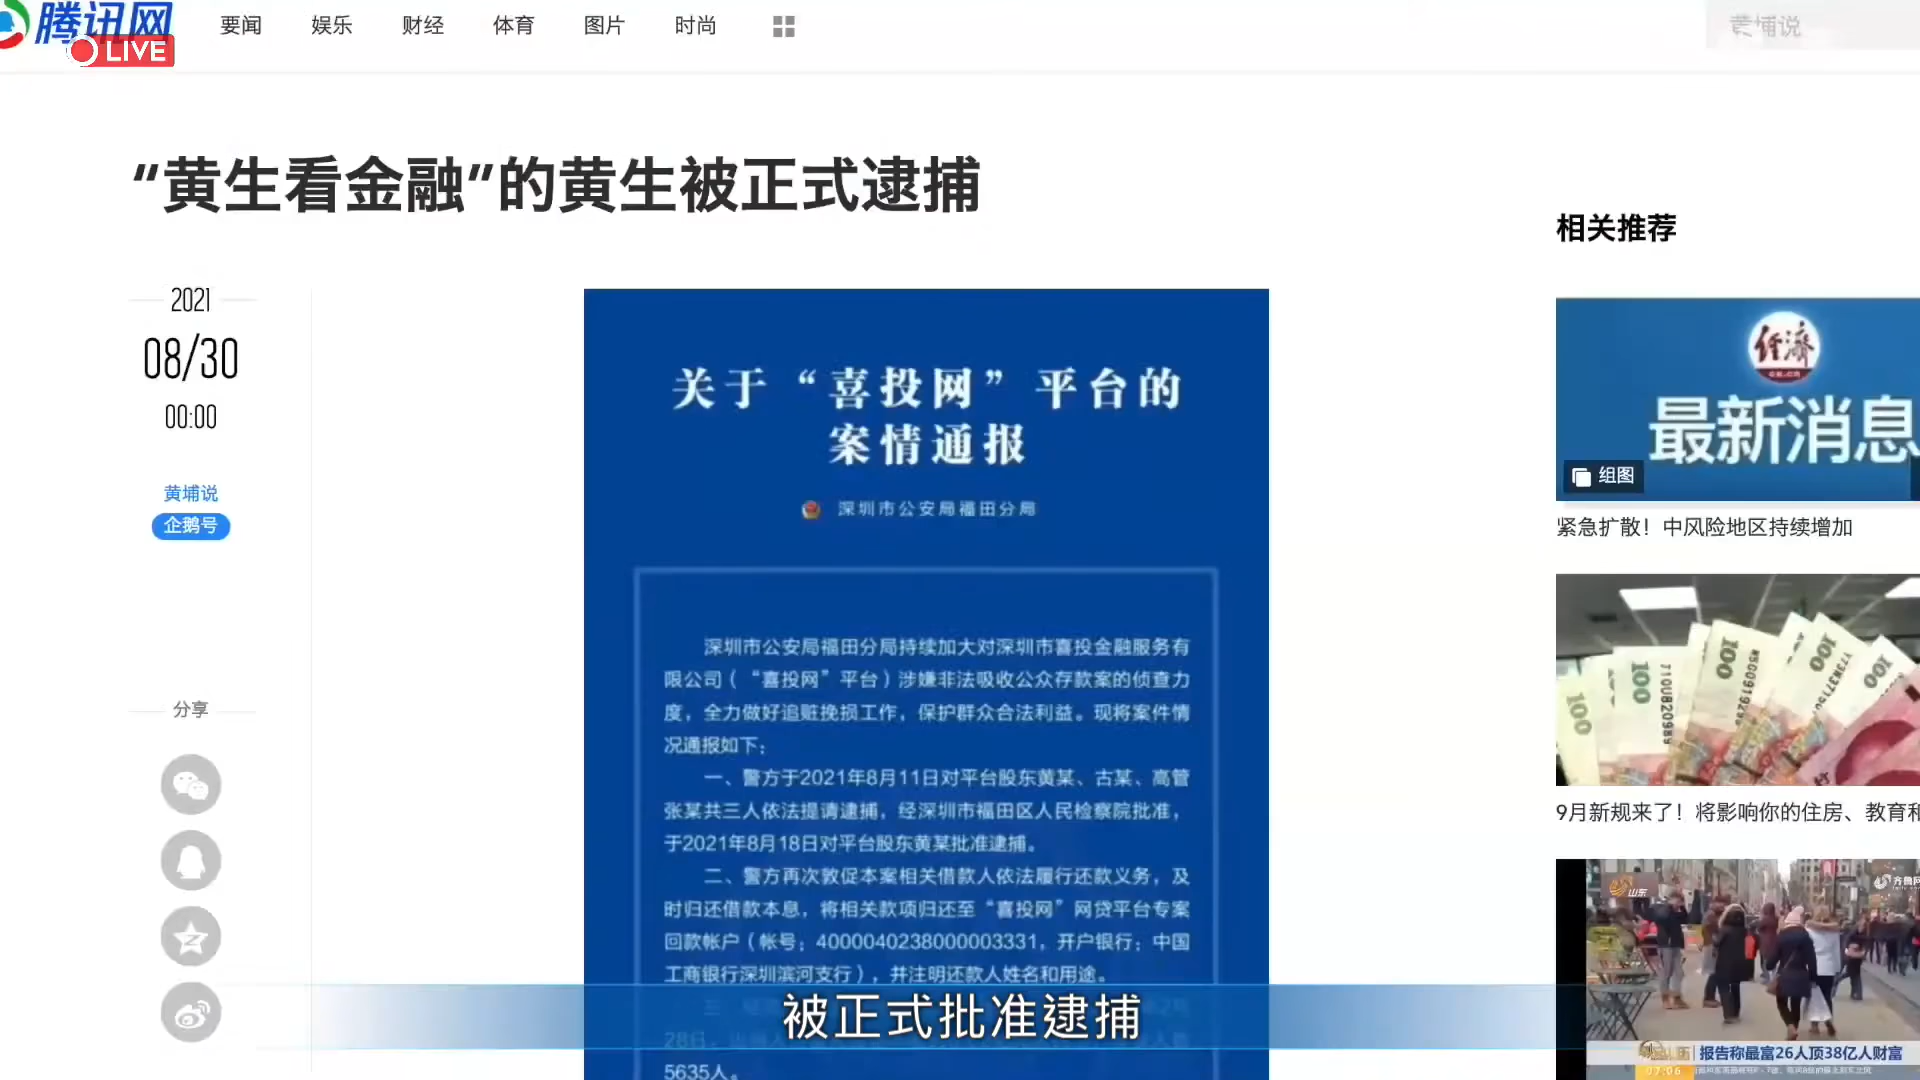 腾讯网
LIVE
要闻 娱乐 财经 体育 图片 时尚
黄埔说
“黄生看金融”的黄生被正式逮捕
2021
08/30
00:00
黄埔说
企鹅号
分享
关于“喜投网”平台的
案情通报
深圳市公安局福田分局
深圳市公安局福田分局持续加大对深圳市喜投金融服务有
限公司（“喜投网”平台）涉嫌非法吸收公众存款案的侦查力
度，全力做好追赃挽损工作，保护群众合法利益。现将案件情
况通报如下：
一、警方于2021年8月11日对平台股东黄某、古某、高管
张某共三人依法提请逮捕，经深圳市福田区人民检察院批准，
于2021年8月18日对平台股东黄某批准逮捕。
二、警方再次敦促本案相关借款人依法履行还款义务，及
时归还借款本息，将相关款项归还至“喜投网”网贷平台专案
回款帐户（帐号：4000040238000003331，开户银行：中国
工商银行深圳滨河支行），并注明还款人姓名和用途。
28日，
5635人。
被正式批准逮捕
相关推荐
经济
最新消息
组图
紧急扩散！中风险地区持续增加
100 100 100 100 100
9月新规来了！将影响你的住房、教育和
山东
齐鲁网
报告称最富26人顶38亿人财富
07:06